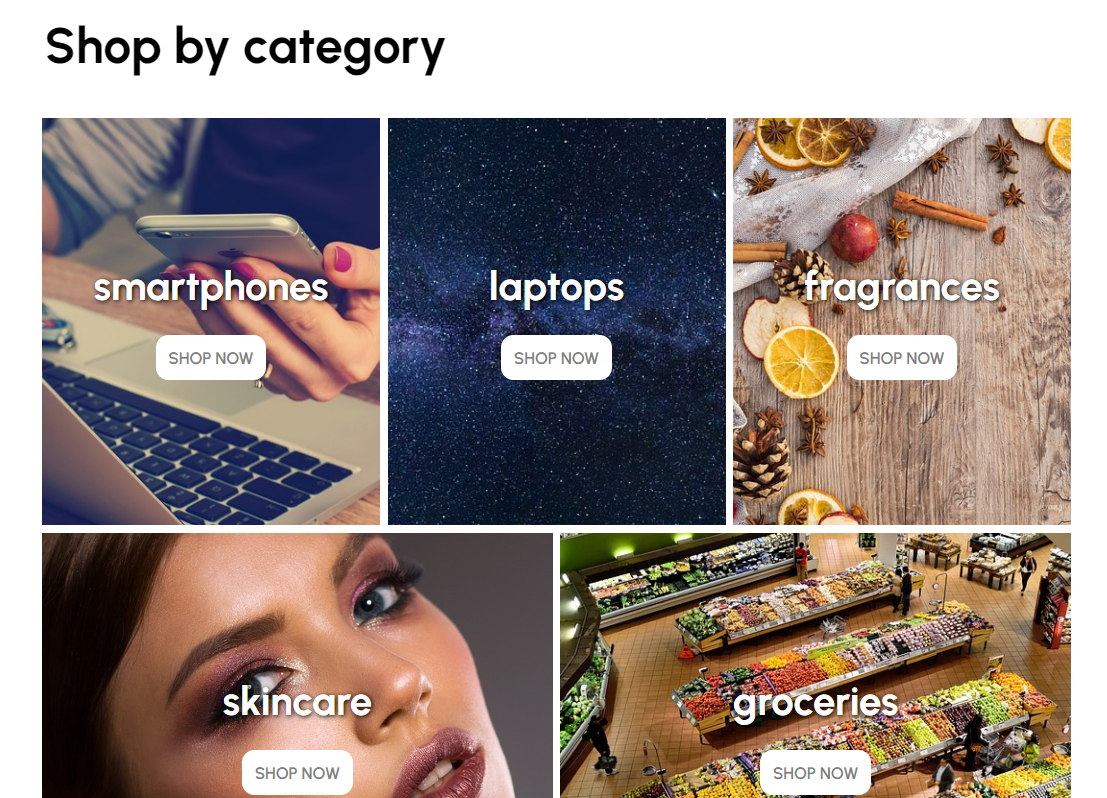 Shop by category
smartphones
SHOP NOW
laptops
SHOP NOW
fragrances
SHOP NOW
skincare
SHOP NOW
groceries
SHOP NOW